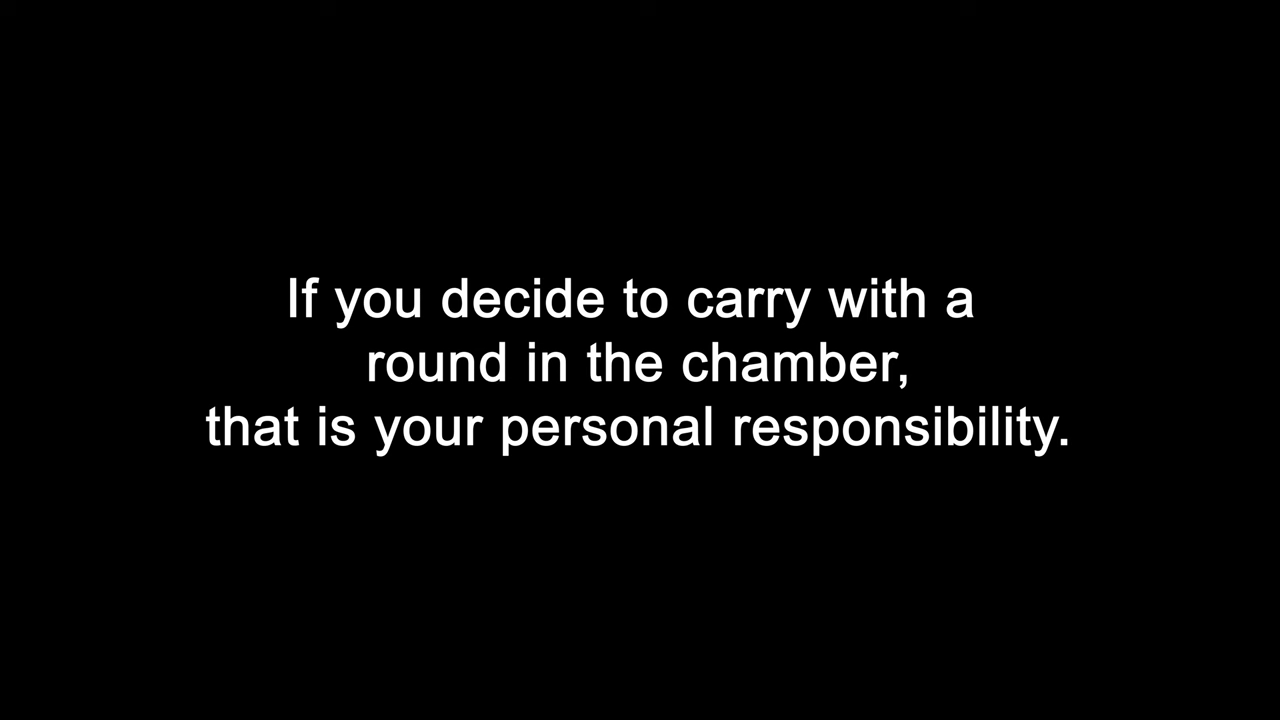 If you decide to carry with a
round in the chamber,
that is your personal responsibility.